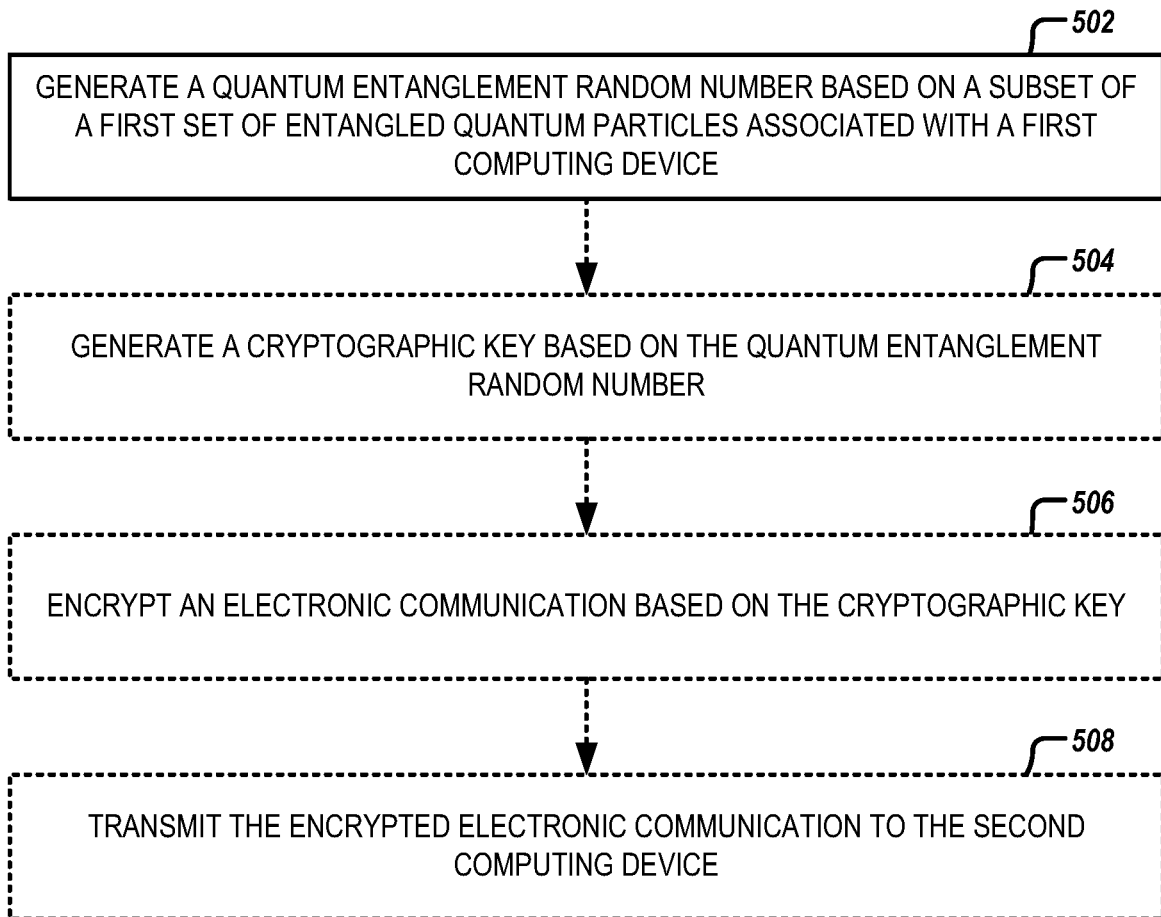 502
GENERATE A QUANTUM ENTANGLEMENT RANDOM NUMBER BASED ON A SUBSET OF
A FIRST SET OF ENTANGLED QUANTUM PARTICLES ASSOCIATED WITH A FIRST
COMPUTING DEVICE
504
GENERATE A CRYPTOGRAPHIC KEY BASED ON THE QUANTUM ENTANGLEMENT
RANDOM NUMBER
506
ENCRYPT AN ELECTRONIC COMMUNICATION BASED ON THE CRYPTOGRAPHIC KEY
508
TRANSMIT THE ENCRYPTED ELECTRONIC COMMUNICATION TO THE SECOND
COMPUTING DEVICE